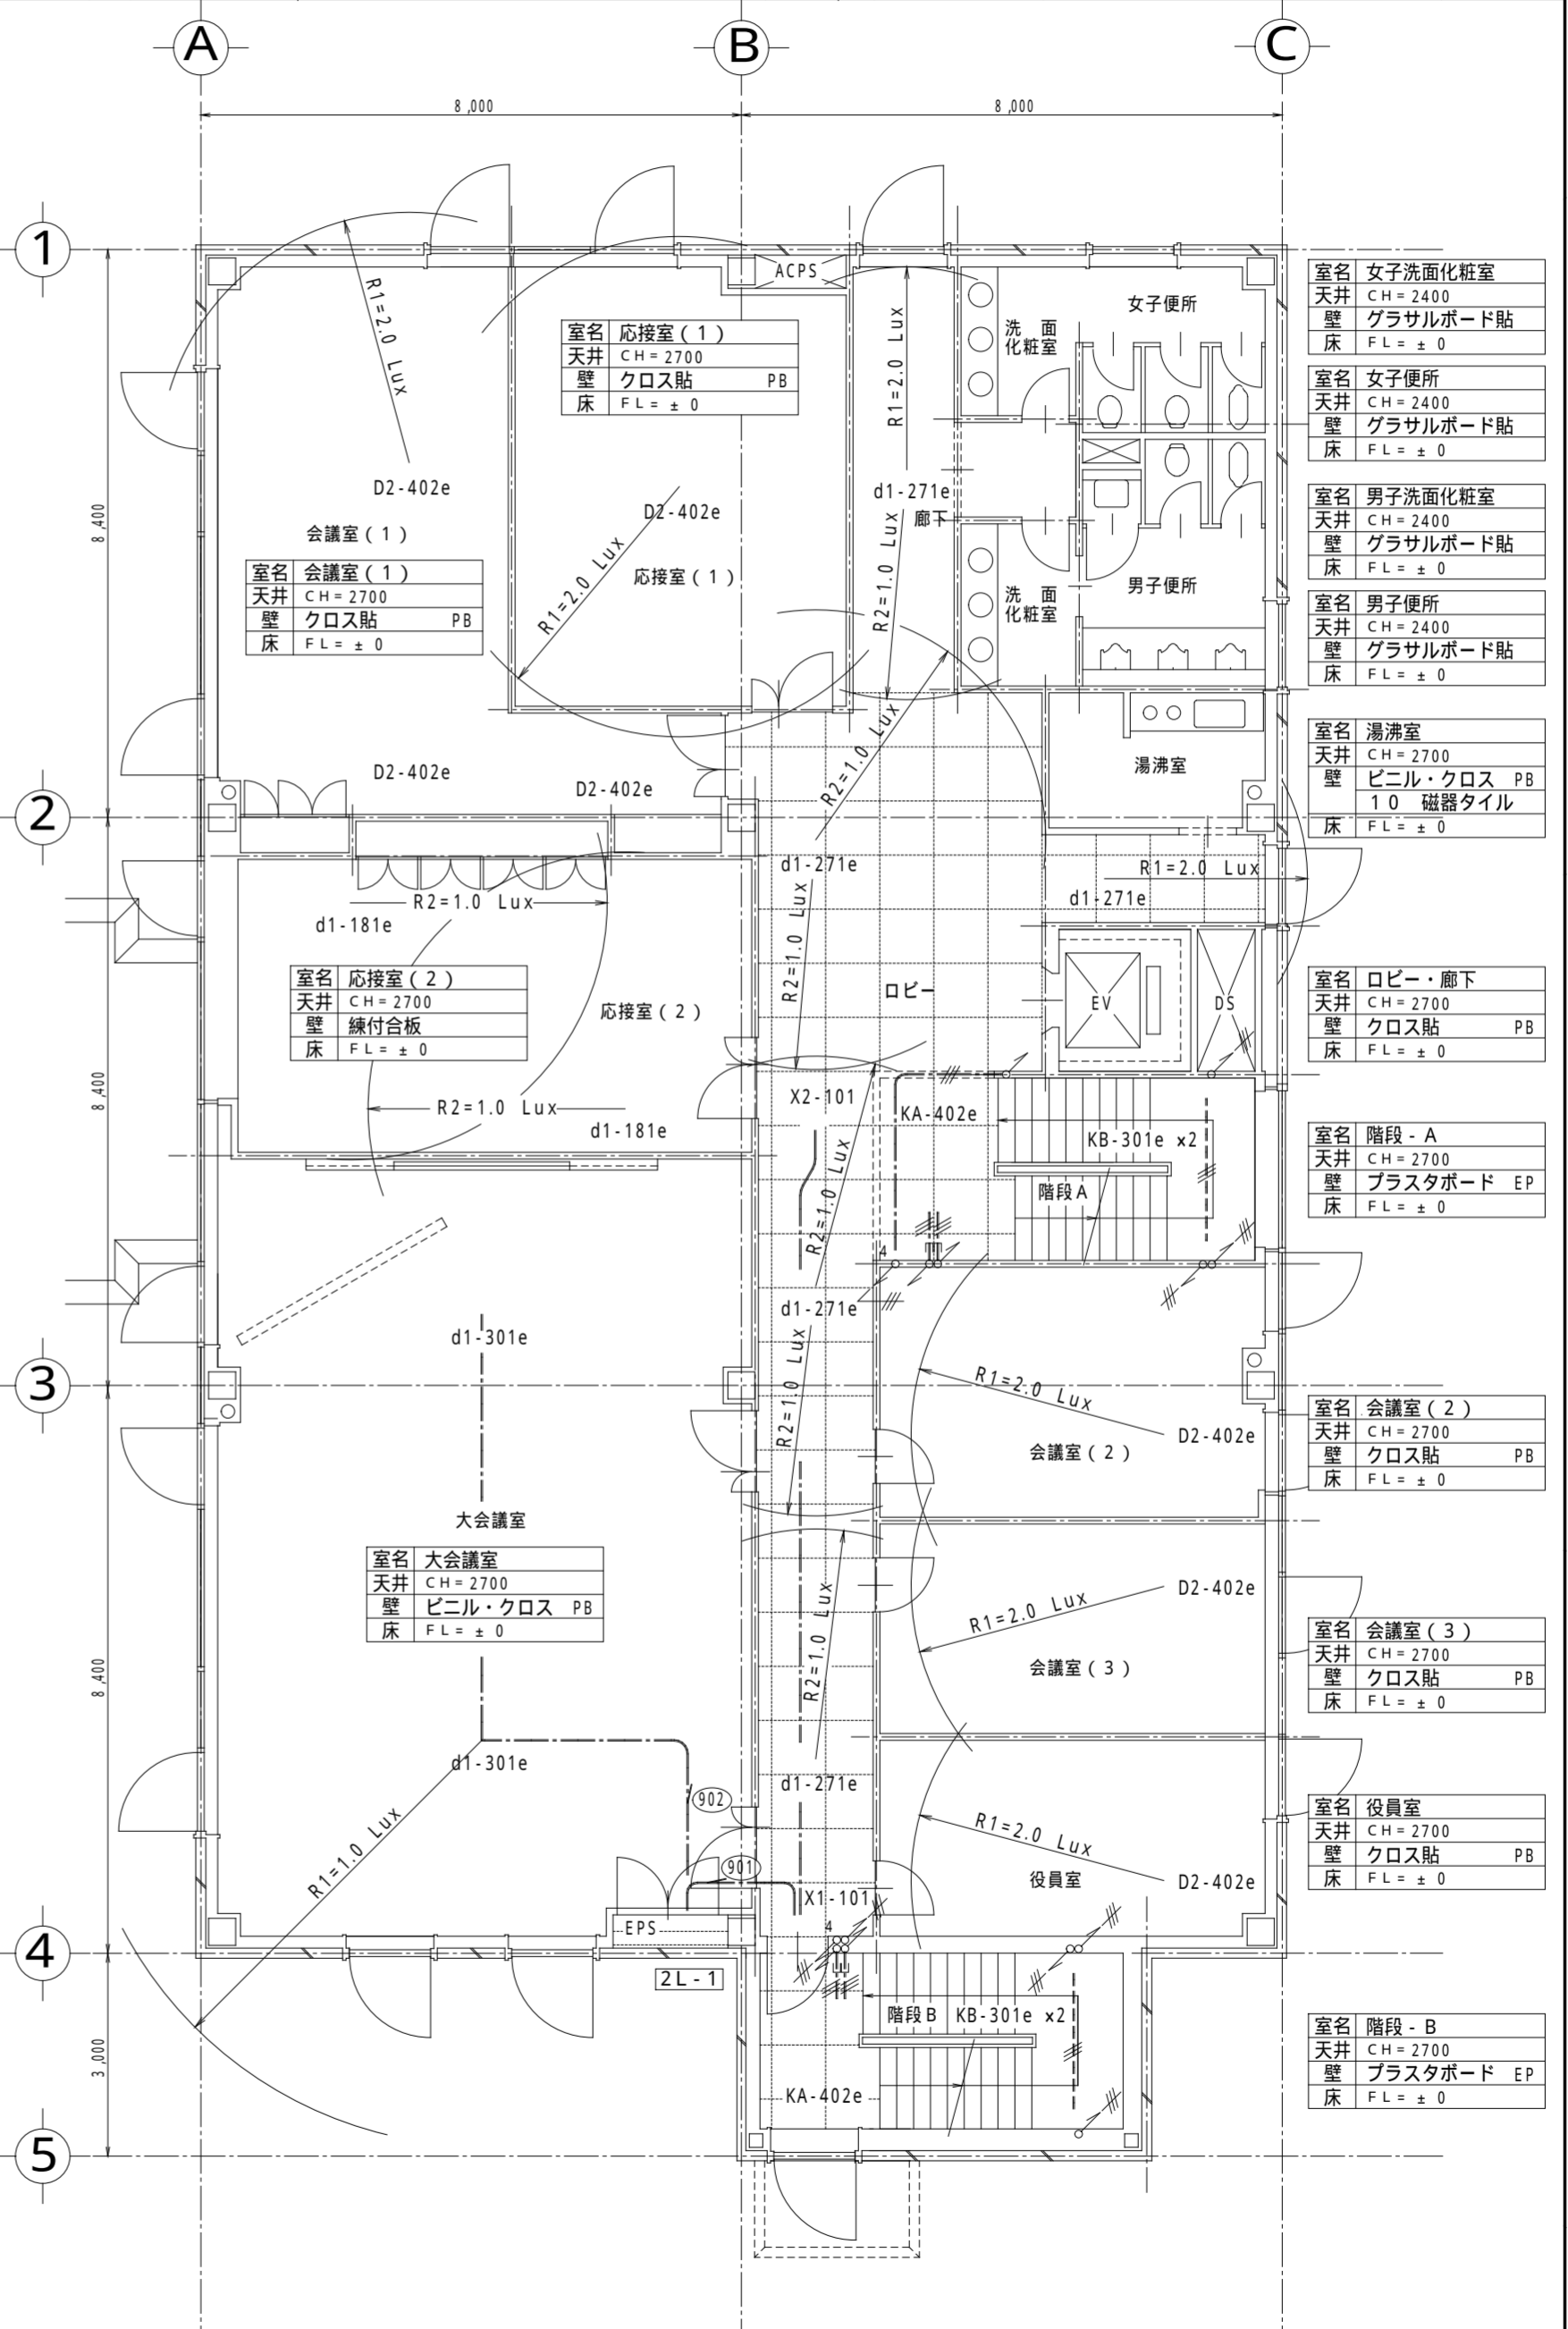 A
B
C
8,000
8,000
1
2
3
4
5
8,400
8,400
8,400
3,000
ACPS
R1=2.0 Lux
室名 応接室(1)
天井 CH=2700
壁 クロス貼 PB
床 FL=±0
R1=2.0 Lux
洗面
化粧室
女子便所
D2-402e
会議室(1)
室名 会議室(1)
天井 CH=2700
壁 クロス貼 PB
床 FL=±0
D2-402e
R1=2.0 Lux
応接室(1)
d1-271e
廊下
R2=1.0 Lux
洗面
化粧室
男子便所
D2-402e
D2-402e
R2=1.0 Lux
湯沸室
d1-271e
R2=1.0 Lux
R1=2.0 Lux
d1-271e
R2=1.0 Lux
d1-181e
室名 応接室(2)
天井 CH=2700
壁 練付合板
床 FL=±0
応接室(2)
R2=1.0 Lux
d1-181e
ロビー
EV
DS
X2-101
KA-402e
KB-301e ×2
階段A
R2=1.0 Lux
4
d1-271e
R2=1.0 Lux
d1-301e
大会議室
室名 大会議室
天井 CH=2700
壁 ビニル・クロス PB
床 FL=±0
d1-301e
R1=1.0 Lux
R1=2.0 Lux
D2-402e
会議室(2)
D2-402e
R1=2.0 Lux
会議室(3)
R2=1.0 Lux
d1-271e
902
901
X1-101
R1=2.0 Lux
役員室
D2-402e
EPS
4
2L-1
階段B
KB-301e ×2
KA-402e
室名 女子洗面化粧室
天井 CH=2400
壁 グラサルボード貼
床 FL=±0
室名 女子便所
天井 CH=2400
壁 グラサルボード貼
床 FL=±0
室名 男子洗面化粧室
天井 CH=2400
壁 グラサルボード貼
床 FL=±0
室名 男子便所
天井 CH=2400
壁 グラサルボード貼
床 FL=±0
室名 湯沸室
天井 CH=2700
壁 ビニル・クロス PB
10 磁器タイル
床 FL=±0
室名 ロビー・廊下
天井 CH=2700
壁 クロス貼 PB
床 FL=±0
室名 階段-A
天井 CH=2700
壁 プラスタボード EP
床 FL=±0
室名 会議室(2)
天井 CH=2700
壁 クロス貼 PB
床 FL=±0
室名 会議室(3)
天井 CH=2700
壁 クロス貼 PB
床 FL=±0
室名 役員室
天井 CH=2700
壁 クロス貼 PB
床 FL=±0
室名 階段-B
天井 CH=2700
壁 プラスタボード EP
床 FL=±0